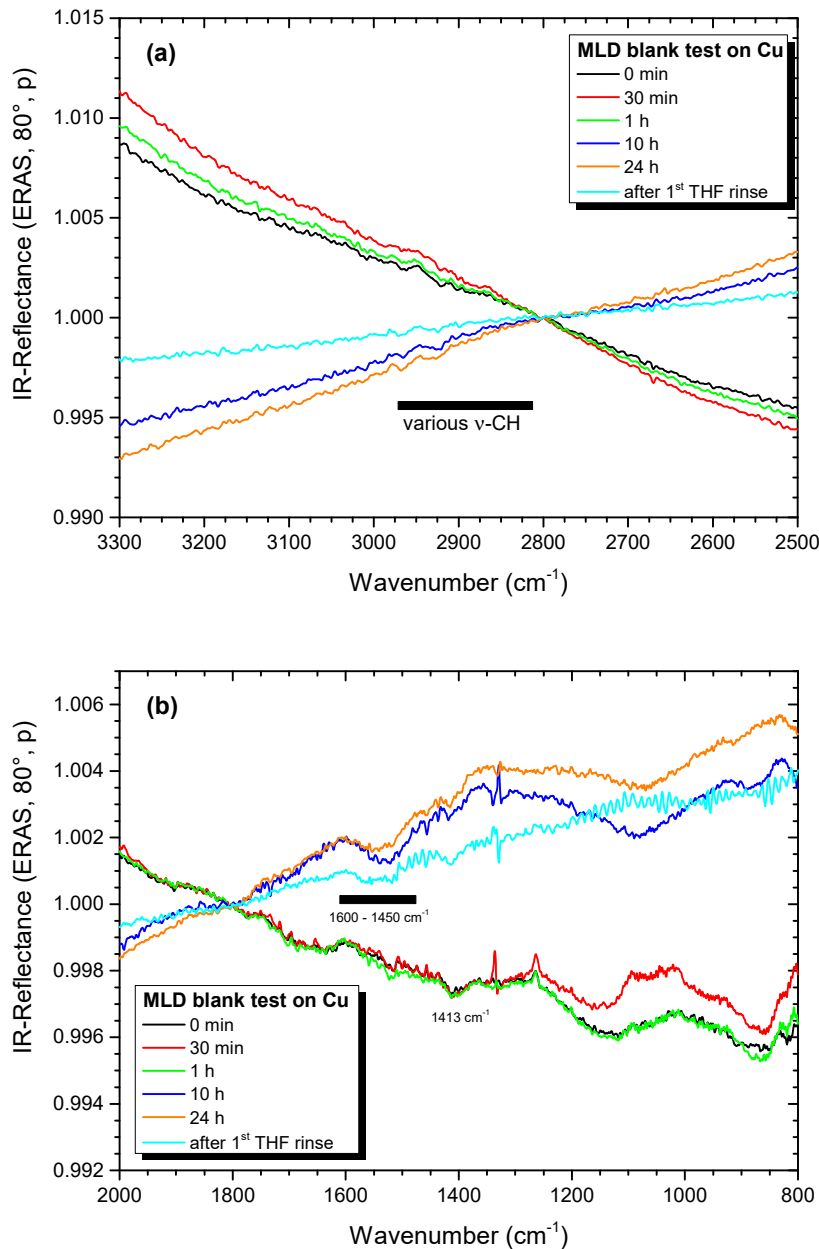 1.015
1.010
1.005
1.000
0.995
0.990
IR-Reflectance (ERAS, 80°, p)
(a)
MLD blank test on Cu
0 min
30 min
1 h
10 h
24 h
after 1st THF rinse
various ν-CH
3300 3200 3100 3000 2900 2800 2700 2600 2500
Wavenumber (cm-1)
1.006
1.004
1.002
1.000
0.998
0.996
0.994
0.992
IR-Reflectance (ERAS, 80°, p)
(b)
1600 - 1450 cm-1
1413 cm-1
MLD blank test on Cu
0 min
30 min
1 h
10 h
24 h
after 1st THF rinse
2000 1800 1600 1400 1200 1000 800
Wavenumber (cm-1)